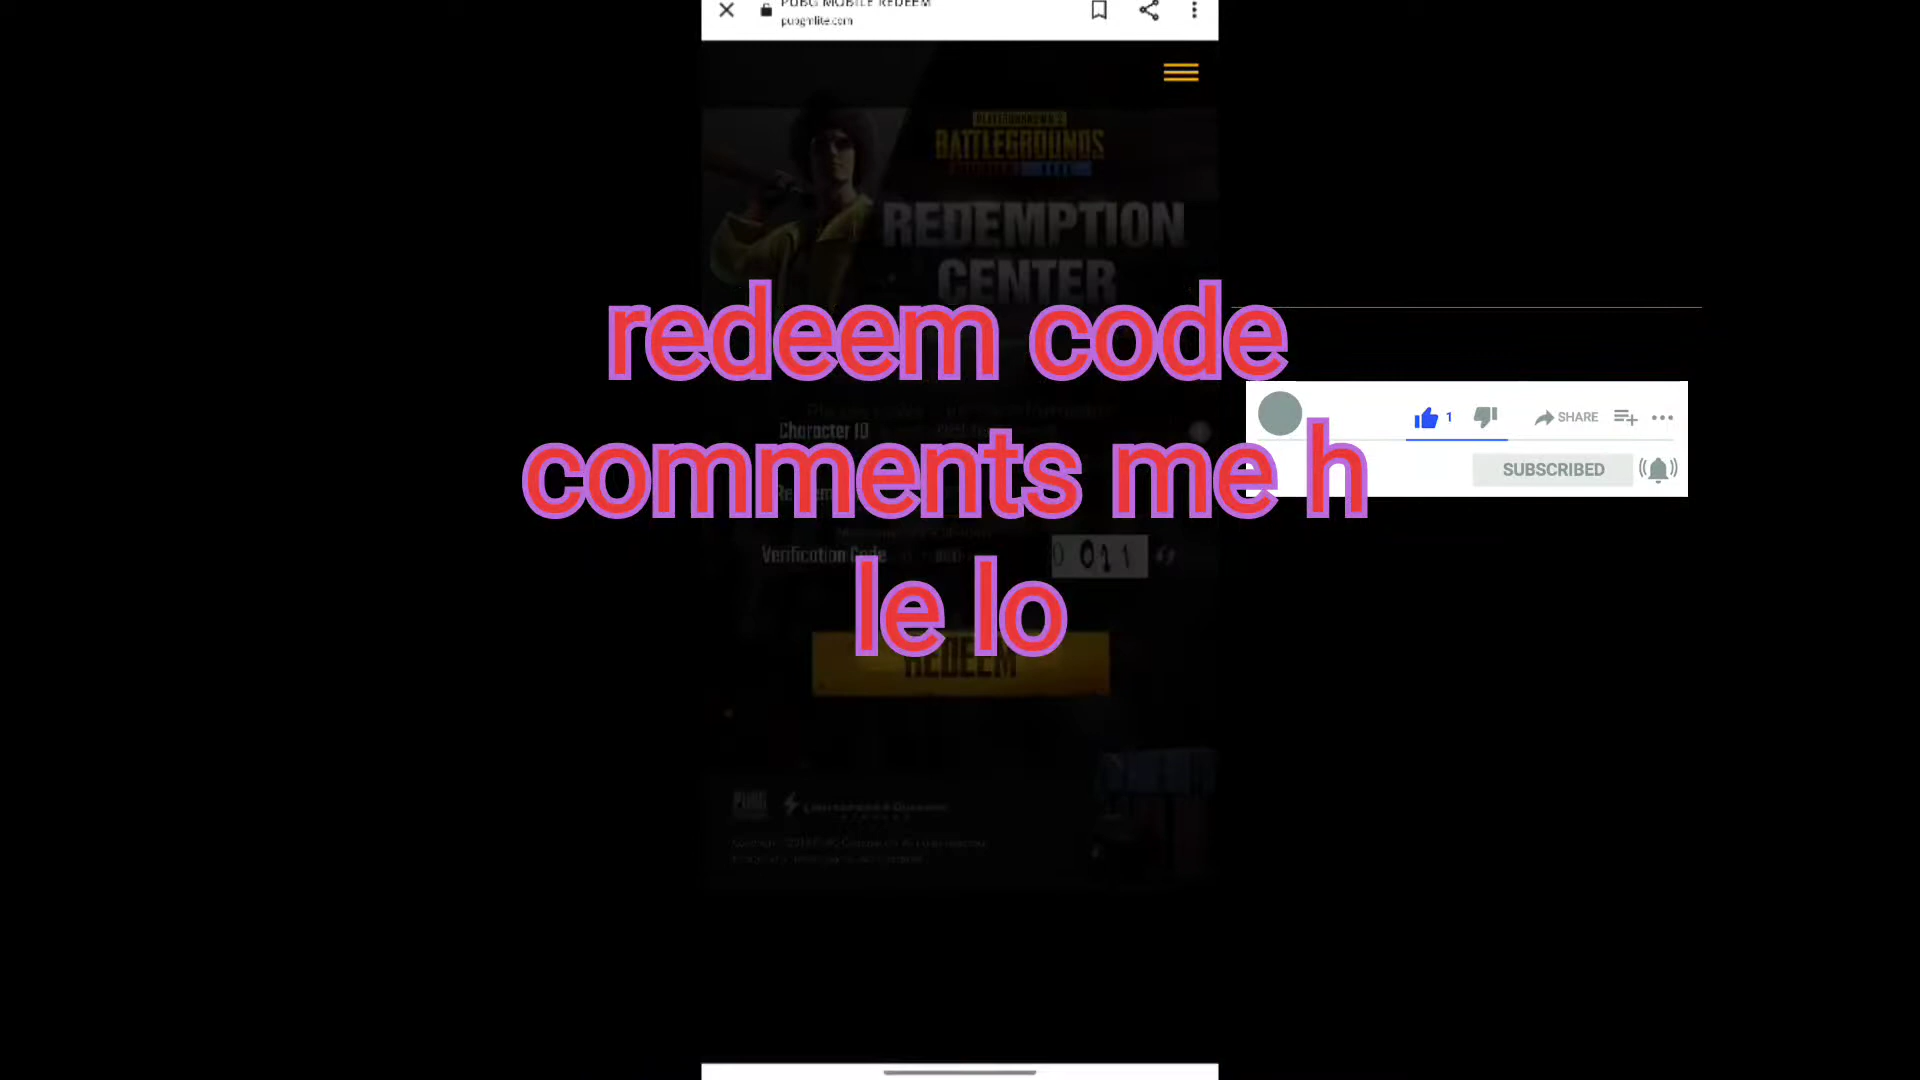 PUBG MOBILE REDEEM
pubgmlite.com
BATTLEGROUNDS
REDEMPTION
CENTER
redeem code
Character ID
1
SHARE
comments me h
SUBSCRIBED
Verification Code
le lo
REDEEM
PUBG